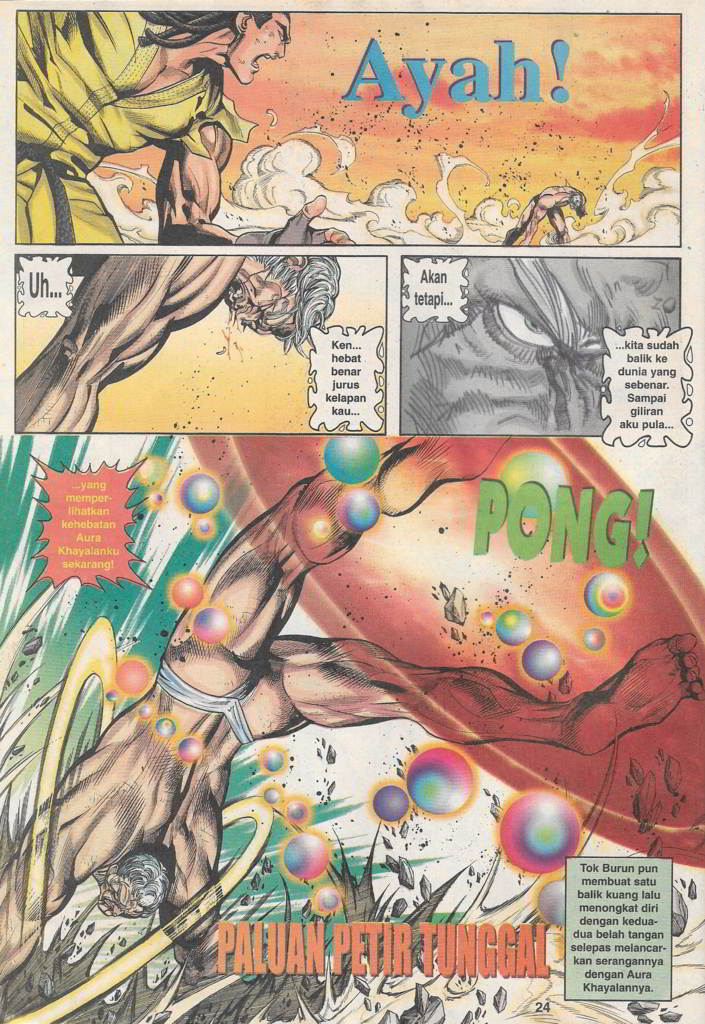 Ayah!
Uh...
Ken...
hebat
benar
jurus
kelapan
kau...
Akan
tetapi...
...kita sudah
balik ke
dunia yang
sebenar.
Sampai
giliran
aku pula...
...yang
memper-
lihatkan
kehebatan
Aura
Khayalanku
sekarang!
PONG!
PALUAN PETIR TUNGGAL
Tok Burun pun
membuat satu
balik kuang lalu
menongkat diri
dengan kedua-
dua belah tangan
selepas melancar-
kan serangannya
dengan Aura
Khayalannya.
24